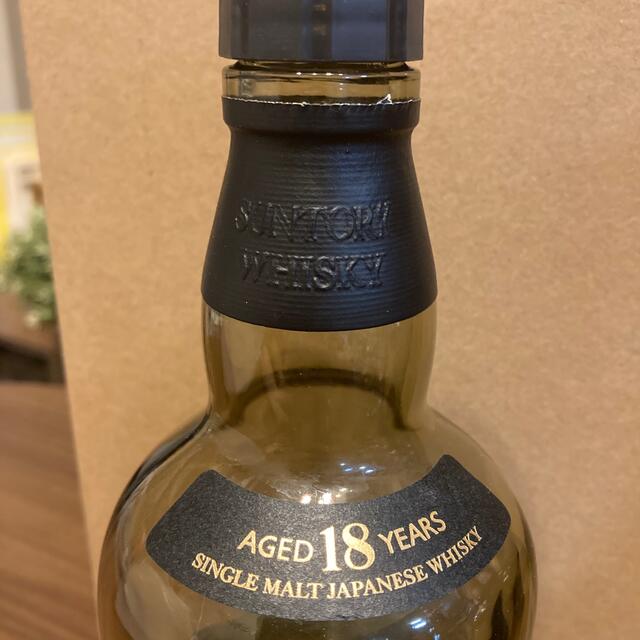 SUNTORY
WHISKY
AGED 18 YEARS
SINGLE MALT JAPANESE WHISKY